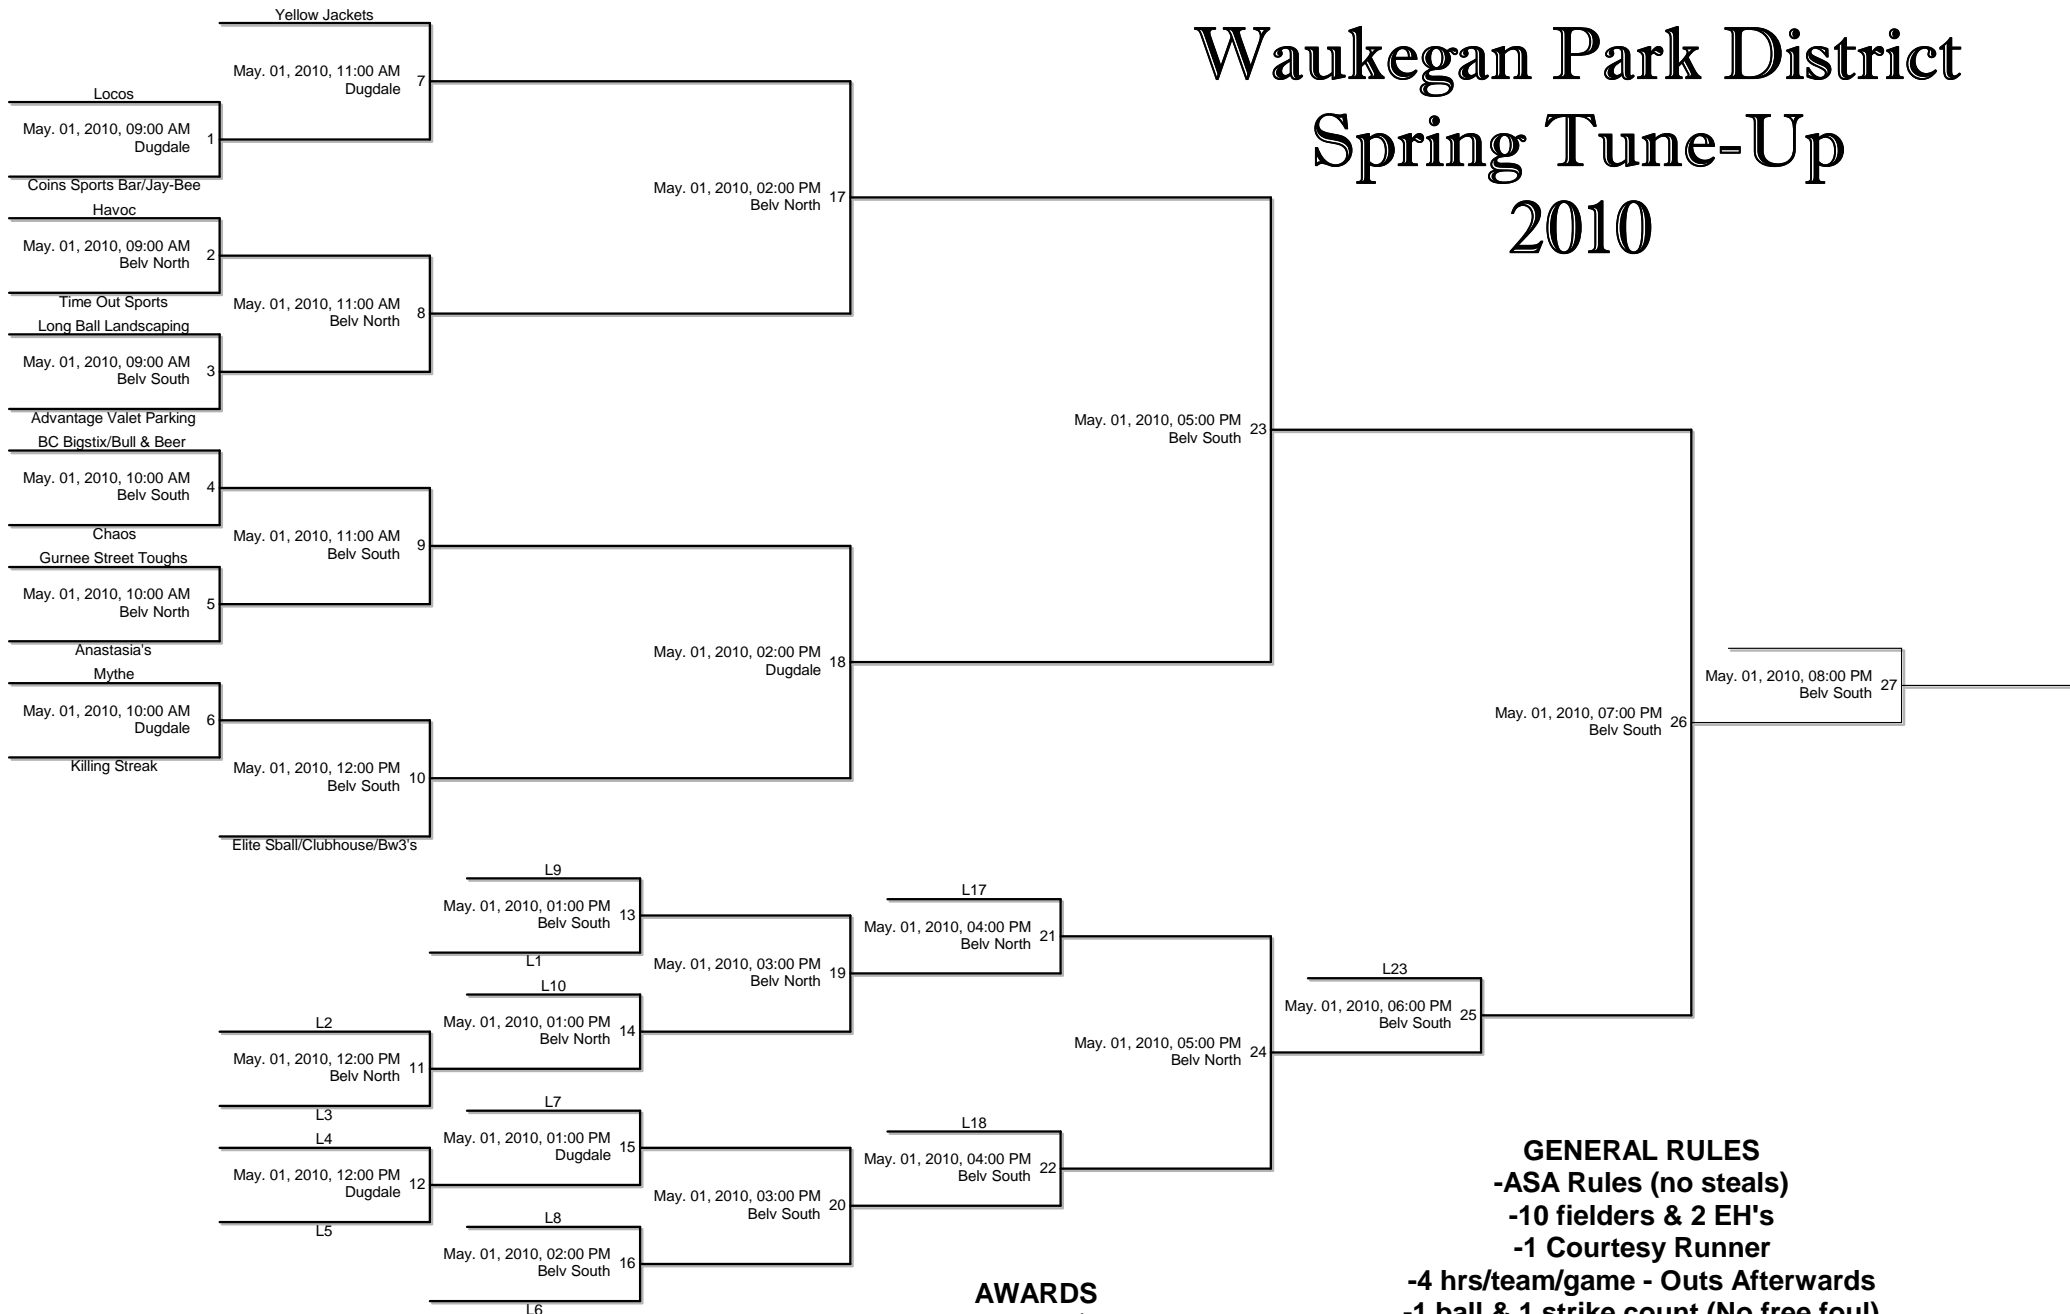 Waukegan Park District
Spring Tune-Up
2010
Yellow Jackets
May. 01, 2010, 11:00 AM 7
Dugdale
Locos
May. 01, 2010, 09:00 AM 1
Dugdale
Coins Sports Bar/Jay-Bee
Havoc
May. 01, 2010, 09:00 AM 2
Belv North
Time Out Sports
May. 01, 2010, 11:00 AM 8
Belv North
Long Ball Landscaping
May. 01, 2010, 09:00 AM 3
Belv South
Advantage Valet Parking
May. 01, 2010, 02:00 PM 17
Belv North
BC Bigstix/Bull & Beer
May. 01, 2010, 10:00 AM 4
Belv South
Chaos
May. 01, 2010, 11:00 AM 9
Belv South
Gurnee Street Toughs
May. 01, 2010, 10:00 AM 5
Belv North
Anastasia's
Mythe
May. 01, 2010, 10:00 AM 6
Dugdale
Killing Streak
May. 01, 2010, 12:00 PM 10
Belv South
Elite Sball/Clubhouse/Bw3's
May. 01, 2010, 02:00 PM 18
Dugdale
May. 01, 2010, 05:00 PM 23
Belv South
May. 01, 2010, 07:00 PM 26
Belv South
May. 01, 2010, 08:00 PM 27
Belv South
L9
May. 01, 2010, 01:00 PM 13
Belv South
L1
L10
May. 01, 2010, 01:00 PM 14
Belv North
L2
May. 01, 2010, 12:00 PM 11
Belv North
L3
L4
May. 01, 2010, 12:00 PM 12
Dugdale
L5
L7
May. 01, 2010, 01:00 PM 15
Dugdale
L8
May. 01, 2010, 02:00 PM 16
Belv South
L6
May. 01, 2010, 03:00 PM 19
Belv North
May. 01, 2010, 03:00 PM 20
Belv South
L17
May. 01, 2010, 04:00 PM 21
Belv North
L18
May. 01, 2010, 04:00 PM 22
Belv South
May. 01, 2010, 05:00 PM 24
Belv North
L23
May. 01, 2010, 06:00 PM 25
Belv South
AWARDS
GENERAL RULES
-ASA Rules (no steals)
-10 fielders & 2 EH's
-1 Courtesy Runner
-4 hrs/team/game - Outs Afterwards
-1 ball & 1 strike count (No free foul)